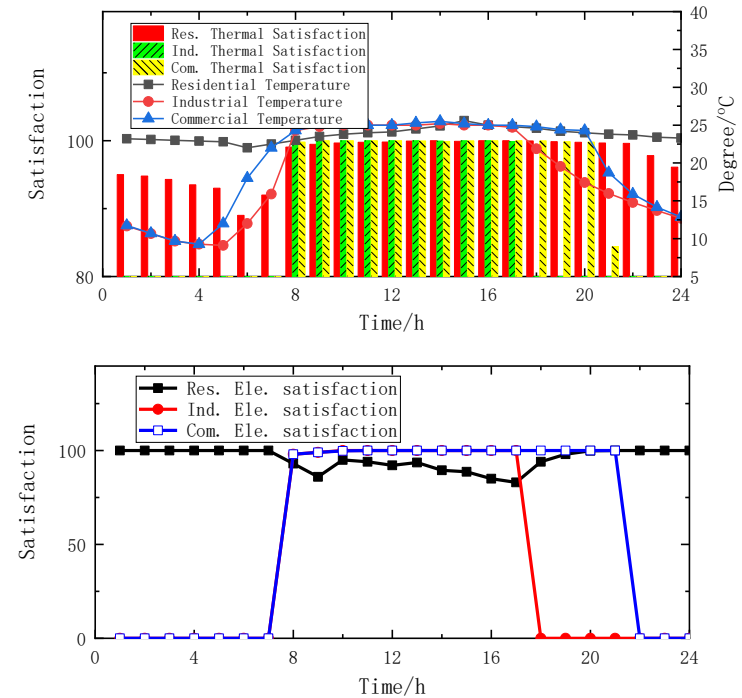 Res. Thermal Satisfaction
Ind. Thermal Satisfaction
Com. Thermal Satisfaction
Residential Temperature
Industrial Temperature
Commercial Temperature
Satisfaction
100
80
40
35
30
25
20
15
10
5
Degree/℃
0 4 8 12 16 20 24
Time/h
Res. Ele. satisfaction
Ind. Ele. satisfaction
Com. Ele. satisfaction
Satisfaction
100
50
0
0 4 8 12 16 20 24
Time/h